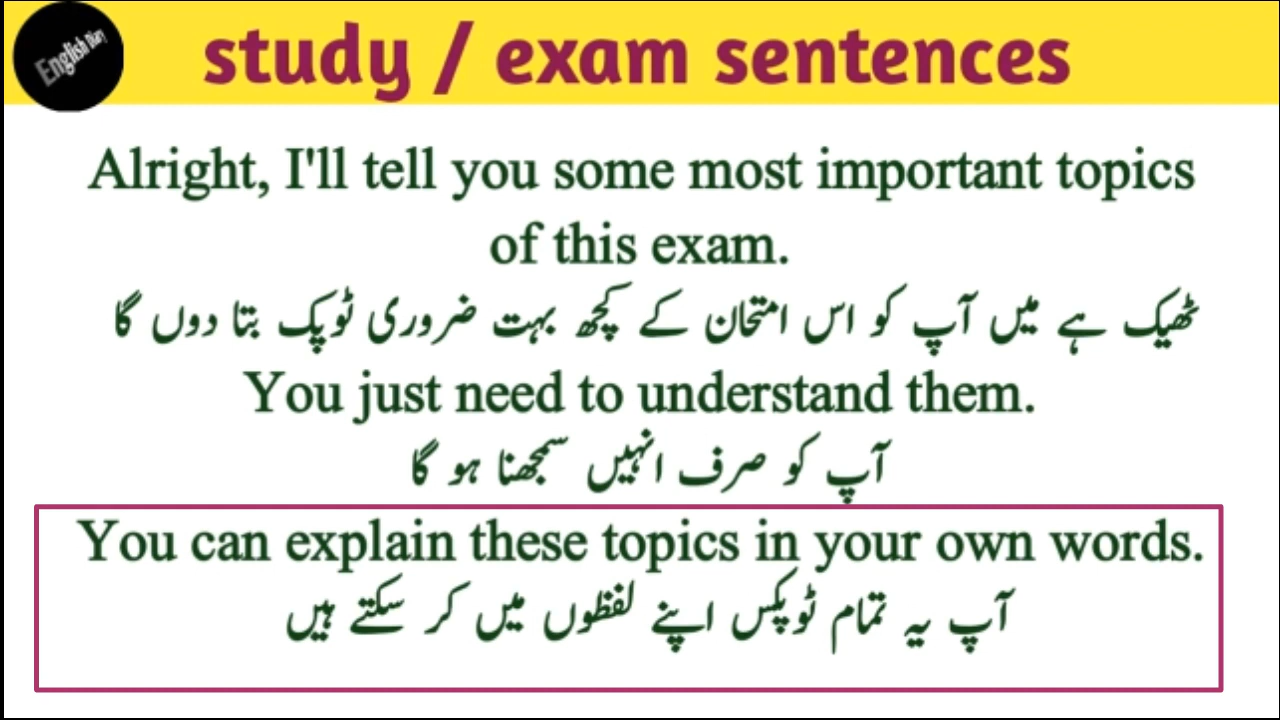 English Diary
study / exam sentences
Alright, I'll tell you some most important topics
of this exam.
ٹھیک ہے میں آپ کو اس امتحان کے کچھ بہت ضروری ٹوپک بتا دوں گا
You just need to understand them.
آپ کو صرف انہیں سمجھنا ہو گا
You can explain these topics in your own words.
آپ یہ تمام ٹوپکس اپنے لفظوں میں کر سکتے ہیں